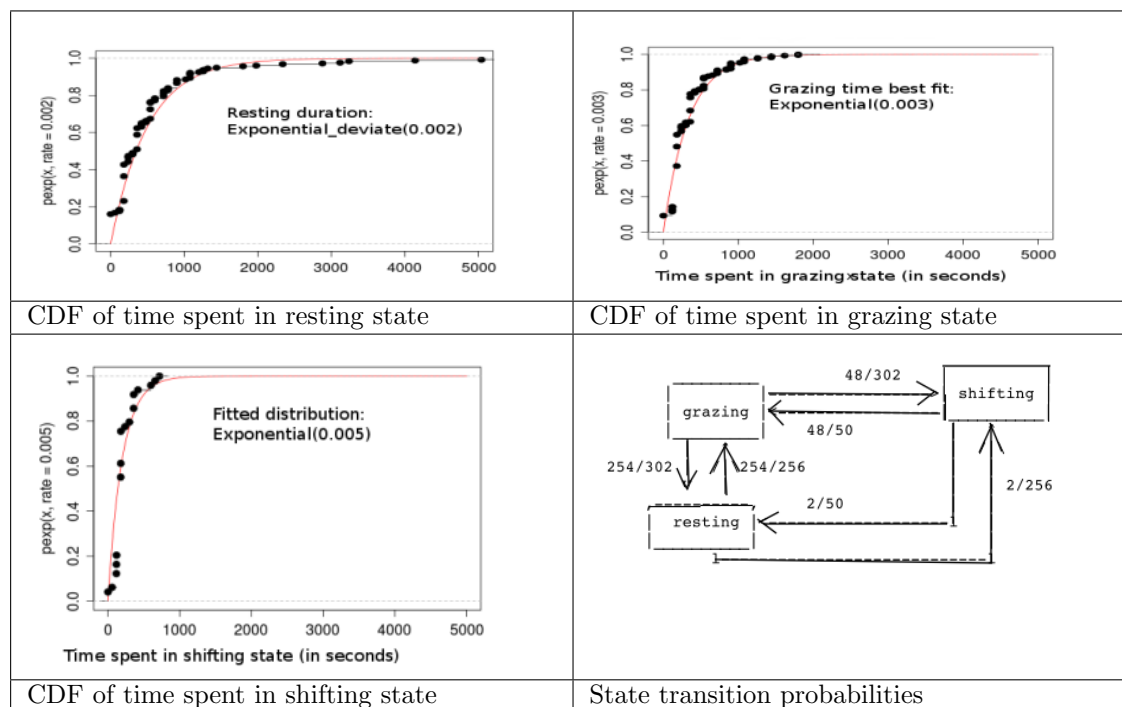 1.0
0.8
0.6
0.4
0.2
0.0
pexp(x, rate = 0.002)
Resting duration:
Exponential_deviate(0.002)
0 1000 2000 3000 4000 5000
CDF of time spent in resting state
1.0
0.8
0.6
0.4
0.2
0.0
pexp(x, rate = 0.003)
Grazing time best fit:
Exponential(0.003)
0 1000 2000 3000 4000 5000
Time spent in grazing state (in seconds)
x
CDF of time spent in grazing state
1.0
0.8
0.6
0.4
0.2
0.0
pexp(x, rate = 0.005)
Fitted distribution:
Exponential(0.005)
0 1000 2000 3000 4000 5000
Time spent in shifting state (in seconds)
CDF of time spent in shifting state
48/302
shifting
grazing
48/50
254/302
254/256
2/256
2/50
resting
State transition probabilities